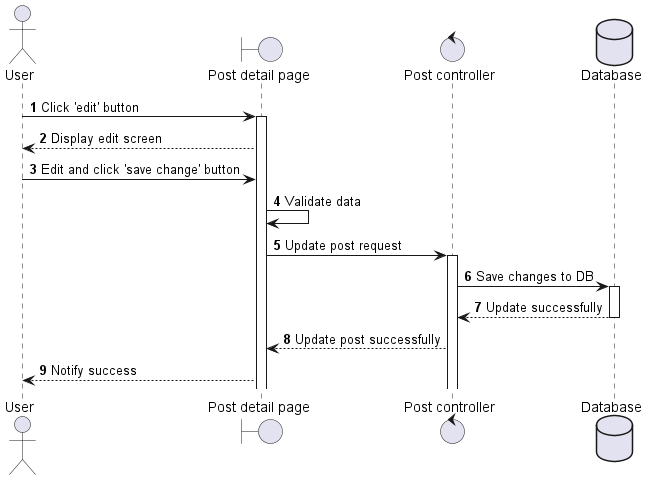 User
Post detail page
Post controller
Database
1 Click 'edit' button
2 Display edit screen
3 Edit and click 'save change' button
4 Validate data
5 Update post request
6 Save changes to DB
7 Update successfully
8 Update post successfully
9 Notify success
User
Post detail page
Post controller
Database